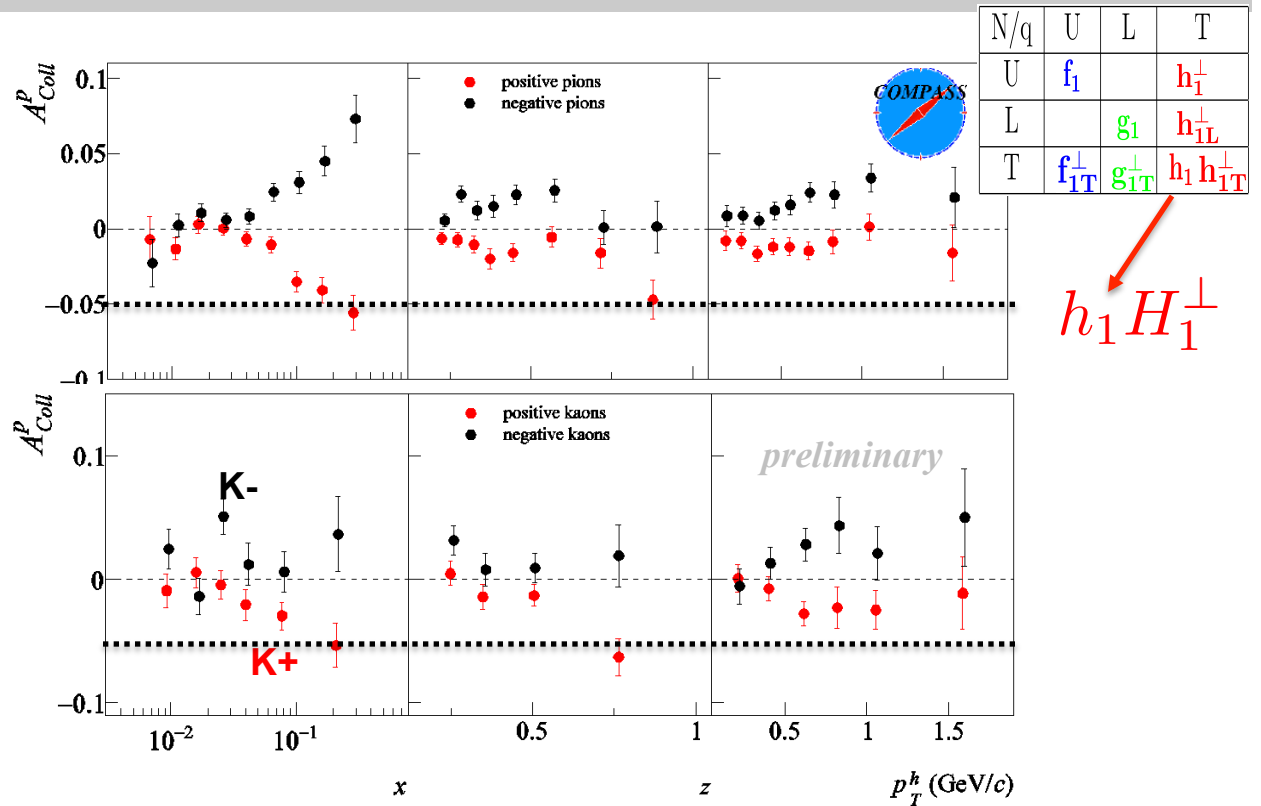 N/q U L T
U f₁ h₁^⊥
L g₁ h₁L^⊥
T f₁T^⊥ g₁T^⊥ h₁ h₁T^⊥
h₁ H₁^⊥
A^p_Coll
0.1
0.05
0
−0.05
−0.1
positive pions
negative pions
COMPASS
A^p_Coll
0.1
0
−0.1
K-
K+
positive kaons
negative kaons
preliminary
10⁻² 10⁻¹ 0.5 1 0.5 1 1.5
x z p_T^h (GeV/c)